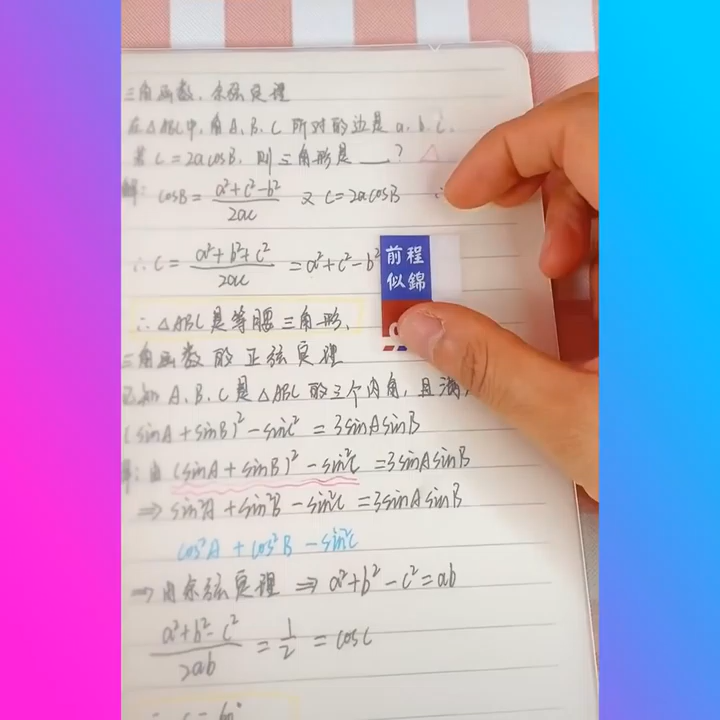 三角函数、余弦定理
在△ABC中,角A、B、C 所对的边是 a、b、c,
若 C = 2acosB, 则三角形是 ___ ? △
解: cosB = (a²+c²-b²)/2ac 又 C = 2acosB ∴
∴ C = (a²+b²+c²)/2ac = a²+c²-b²
前程
似錦
∴ △ABC 是等腰三角形、
三角函数的正弦定理
已知 A、B、C 是△ABC 的三个内角, 且满
(sinA + sinB)² - sin²C = 3sinAsinB
解: 由 (sinA + sinB)² - sin²C = 3sinAsinB
⇒ sin²A + sin²B - sin²C = 3sinAsinB
cos²A + cos²B - sin²C
⇒ 由余弦定理 ⇒ a²+b²-c² = ab
(a²+b²-c²)/2ab = 1/2 = cosC
= C = 60°